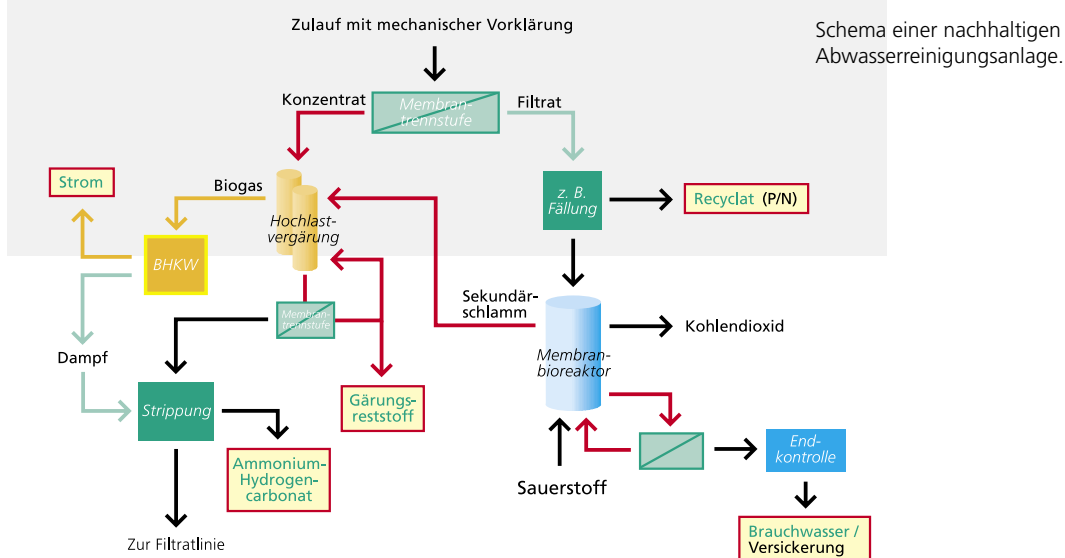 Zulauf mit mechanischer Vorklärung
Schema einer nachhaltigen
Abwasserreinigungsanlage.
Konzentrat
Membran-
trennstufe
Filtrat
Strom
Biogas
Hochlast-
vergärung
z. B.
Fällung
Recyclat (P/N)
BHKW
Membran-
trennstufe
Sekundär-
schlamm
Kohlendioxid
Dampf
Membran-
bioreaktor
Strippung
Gärungs-
reststoff
Ammonium-
Hydrogen-
carbonat
Sauerstoff
End-
kontrolle
Zur Filtratlinie
Brauchwasser /
Versickerung